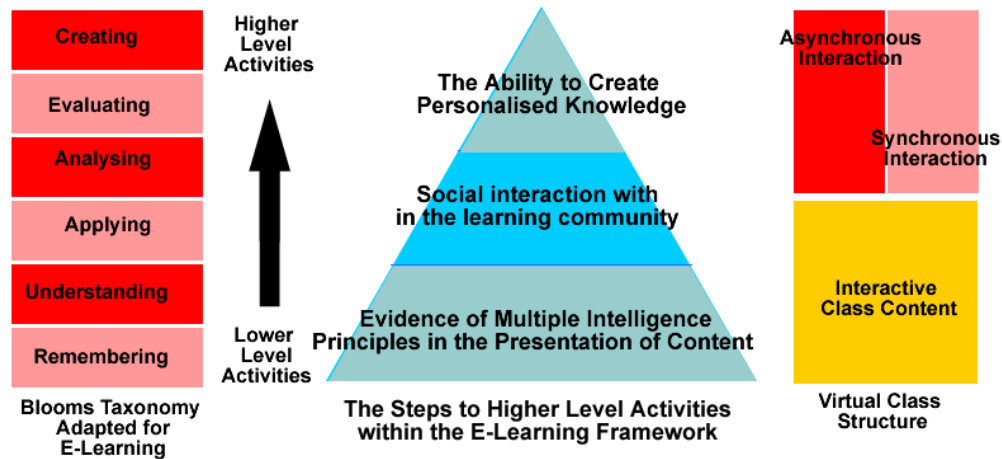 Creating
Evaluating
Analysing
Applying
Understanding
Remembering
Blooms Taxonomy
Adapted for
E-Learning
Higher
Level
Activities
Lower
Level
Activities
The Ability to Create
Personalised Knowledge
Social interaction with
in the learning community
Evidence of Multiple Intelligence
Principles in the Presentation of Content
The Steps to Higher Level Activities
within the E-Learning Framework
Asynchronous
Interaction
Synchronous
Interaction
Interactive
Class Content
Virtual Class
Structure